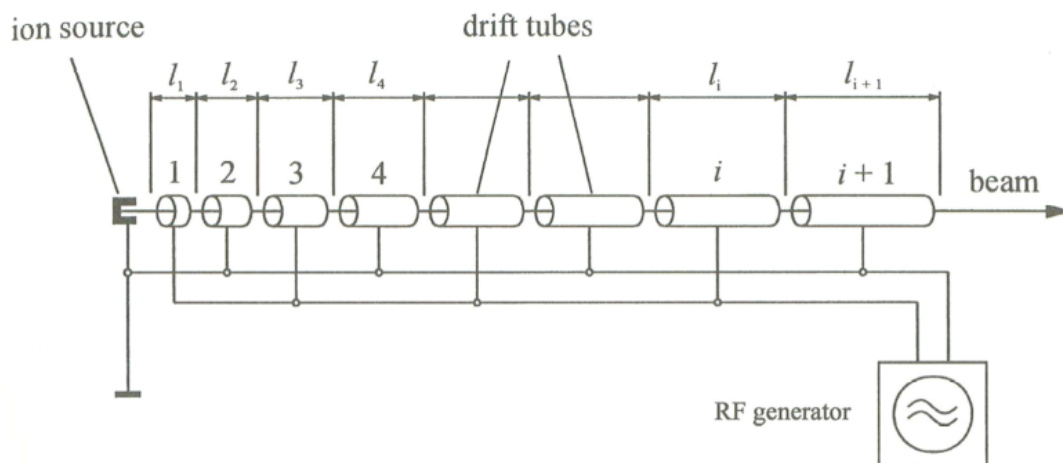 ion source
drift tubes
l₁ l₂ l₃ l₄ lᵢ lᵢ₊₁
1 2 3 4 i i + 1
beam
RF generator